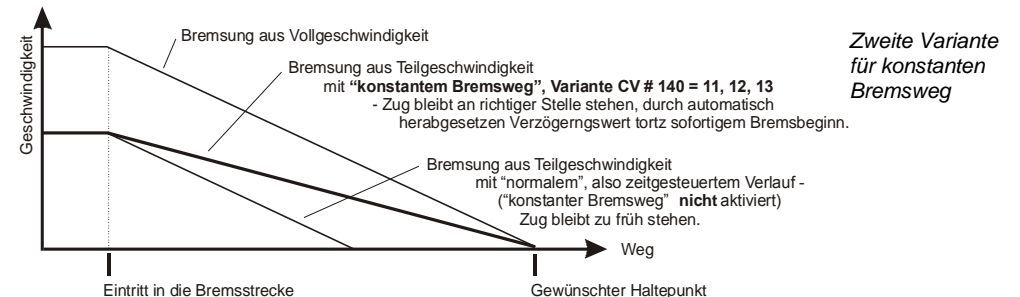 Geschwindigkeit
Bremsung aus Vollgeschwindigkeit
Bremsung aus Teilgeschwindigkeit
mit “konstantem Bremsweg”, Variante CV # 140 = 11, 12, 13
- Zug bleibt an richtiger Stelle stehen, durch automatisch
herabgesetzen Verzögerngswert tortz sofortigem Bremsbeginn.
Bremsung aus Teilgeschwindigkeit
mit “normalem”, also zeitgesteuertem Verlauf -
(“konstanter Bremsweg” nicht aktiviert)
Zug bleibt zu früh stehen.
Weg
Eintritt in die Bremsstrecke
Gewünschter Haltepunkt
Zweite Variante
für konstanten
Bremsweg